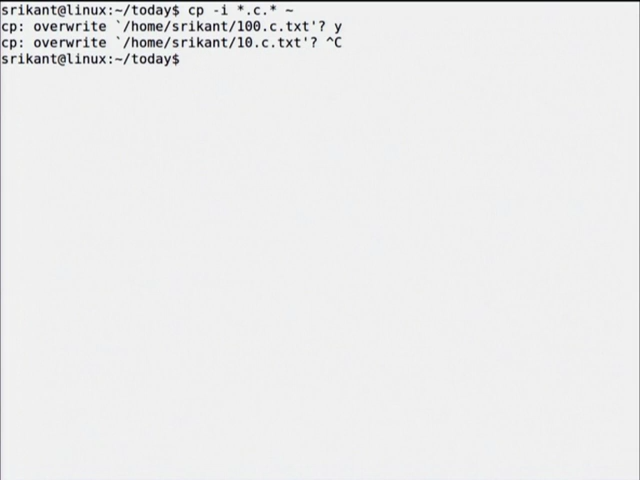 srikant@linux:~/today$ cp -i *.c.* ~
cp: overwrite `/home/srikant/100.c.txt'? y
cp: overwrite `/home/srikant/10.c.txt'? ^C
srikant@linux:~/today$